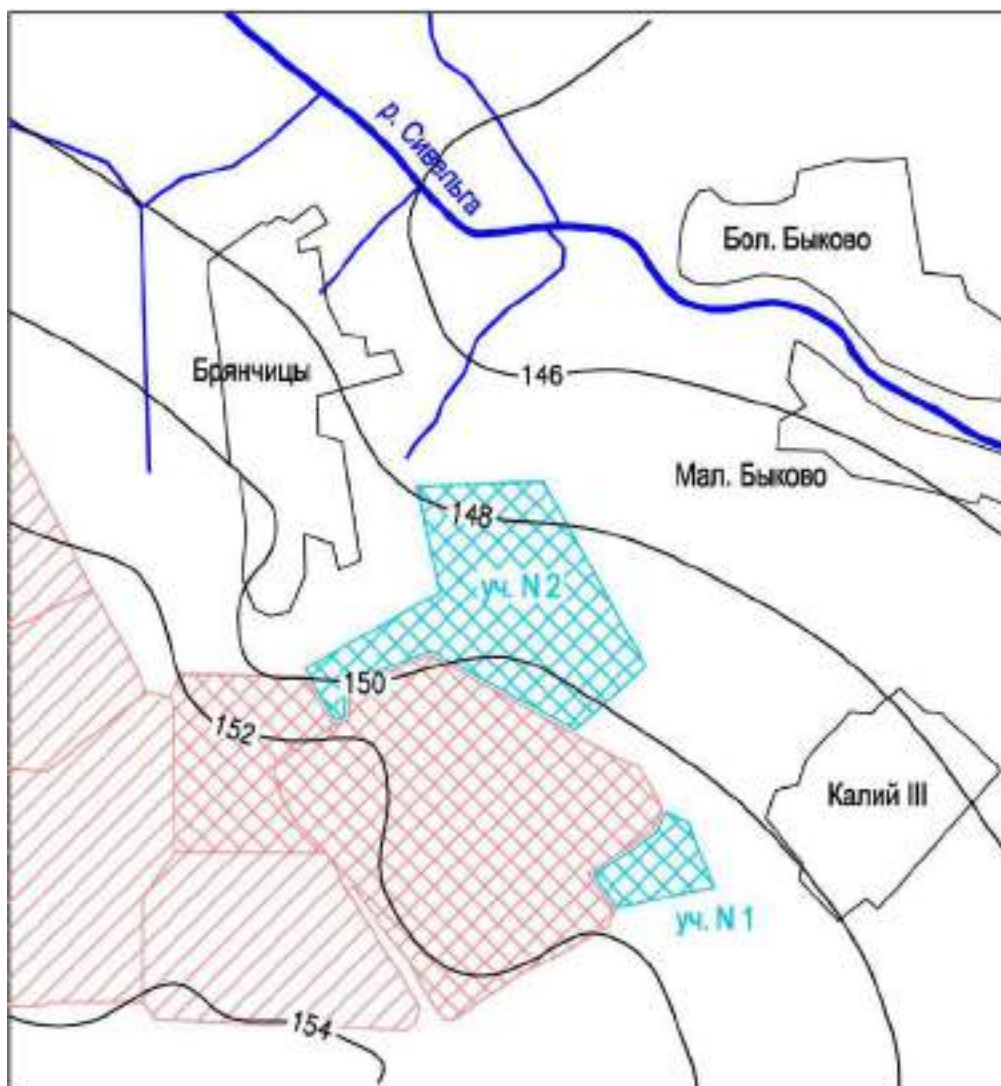 р. Сивельга
Бол. Быково
Брянчицы
146
Мал. Быково
148
уч. N 2
150
152
Калий III
уч. N 1
154